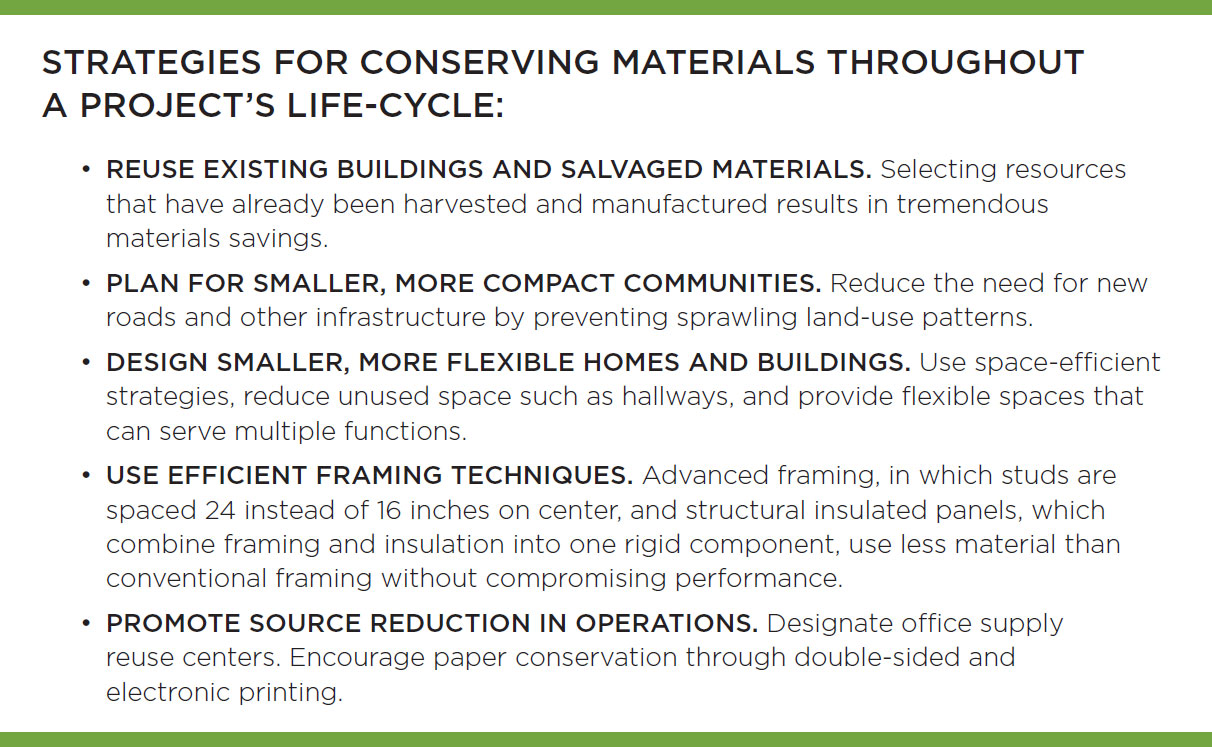 STRATEGIES FOR CONSERVING MATERIALS THROUGHOUT
A PROJECT’S LIFE-CYCLE:
• REUSE EXISTING BUILDINGS AND SALVAGED MATERIALS. Selecting resources
that have already been harvested and manufactured results in tremendous
materials savings.
• PLAN FOR SMALLER, MORE COMPACT COMMUNITIES. Reduce the need for new
roads and other infrastructure by preventing sprawling land-use patterns.
• DESIGN SMALLER, MORE FLEXIBLE HOMES AND BUILDINGS. Use space-efficient
strategies, reduce unused space such as hallways, and provide flexible spaces that
can serve multiple functions.
• USE EFFICIENT FRAMING TECHNIQUES. Advanced framing, in which studs are
spaced 24 instead of 16 inches on center, and structural insulated panels, which
combine framing and insulation into one rigid component, use less material than
conventional framing without compromising performance.
• PROMOTE SOURCE REDUCTION IN OPERATIONS. Designate office supply
reuse centers. Encourage paper conservation through double-sided and
electronic printing.